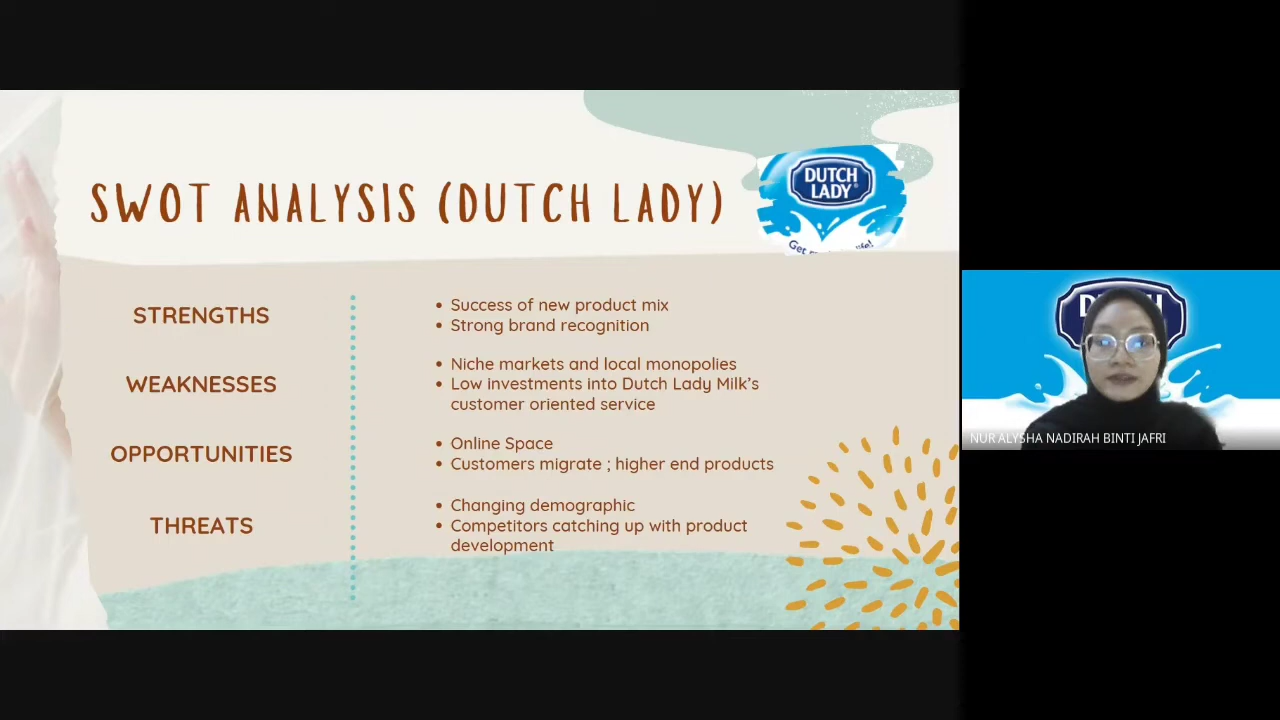 SWOT ANALYSIS (DUTCH LADY)
DUTCH
LADY
Get
STRENGTHS
• Success of new product mix
• Strong brand recognition
WEAKNESSES
• Niche markets and local monopolies
• Low investments into Dutch Lady Milk's
customer oriented service
OPPORTUNITIES
• Online Space
• Customers migrate ; higher end products
THREATS
• Changing demographic
• Competitors catching up with product
development
NUR ALYSHA NADIRAH BINTI JAFRI